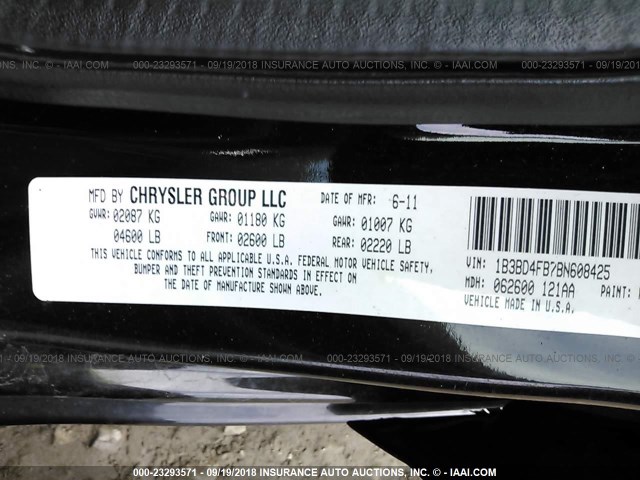 000-23293571 - 09/19/2018 INSURANCE AUTO AUCTIONS, INC. - © IAAI.COM
MFD BY CHRYSLER GROUP LLC DATE OF MFR: 6-11
GVWR: 02087 KG GAWR: 01180 KG GAWR: 01007 KG
04600 LB FRONT: 02600 LB REAR: 02220 LB
THIS VEHICLE CONFORMS TO ALL APPLICABLE U.S.A. FEDERAL MOTOR VEHICLE SAFETY,
BUMPER AND THEFT PREVENTION STANDARDS IN EFFECT ON
THE DATE OF MANUFACTURE SHOWN ABOVE.
VIN: 1B3BD4FB7BN608425
MDH: 062600 121AA PAINT:
VEHICLE MADE IN U.S.A.
000-23293571 - 09/19/2018 INSURANCE AUTO AUCTIONS, INC. - © IAAI.COM
000-23293571 - 09/19/2018 INSURANCE AUTO AUCTIONS, INC. - © IAAI.COM